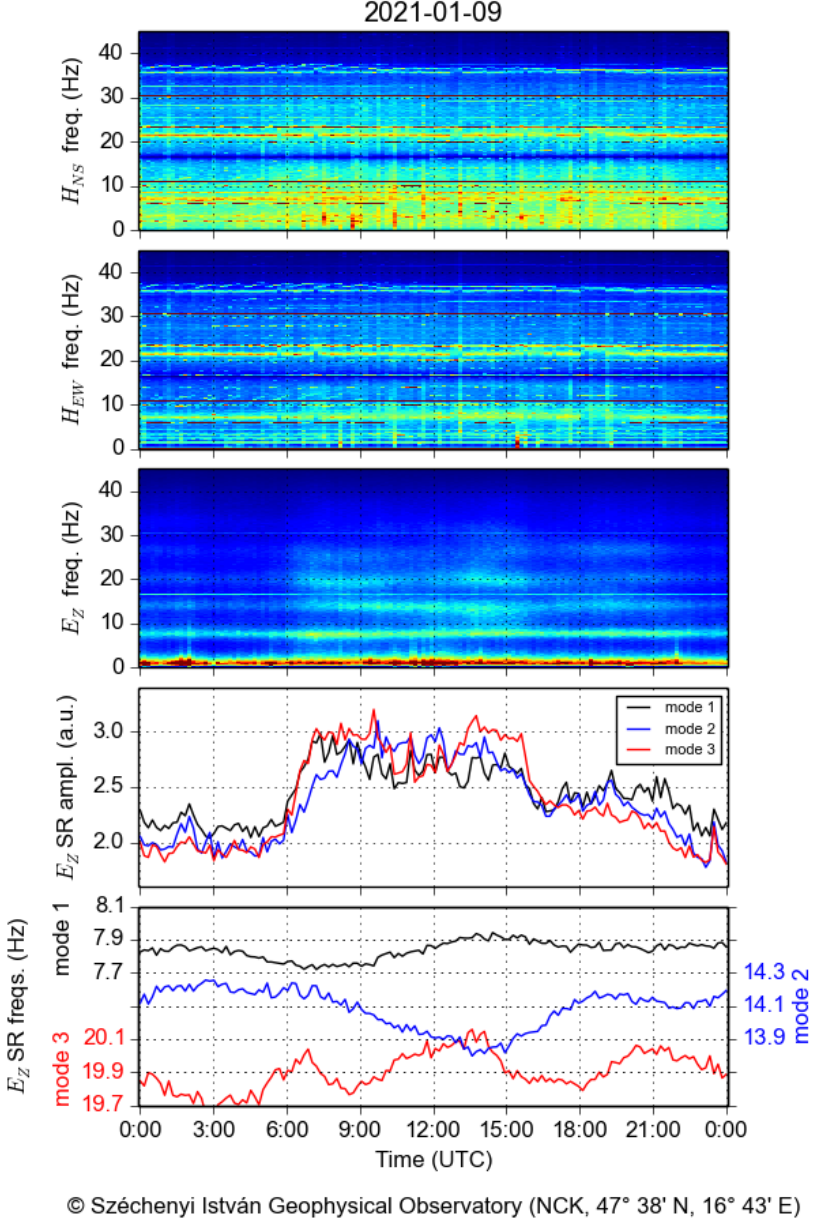 2021-01-09
40
30
20
10
0
H_NS freq. (Hz)
40
30
20
10
0
H_EW freq. (Hz)
40
30
20
10
0
E_Z freq. (Hz)
3.0
2.5
2.0
E_Z SR ampl. (a.u.)
mode 1
mode 2
mode 3
E_Z SR freqs. (Hz)
mode 1
8.1
7.9
7.7
mode 3
20.1
19.9
19.7
14.3
14.1
13.9
mode 2
0:00 3:00 6:00 9:00 12:00 15:00 18:00 21:00 0:00
Time (UTC)
© Széchenyi István Geophysical Observatory (NCK, 47° 38' N, 16° 43' E)